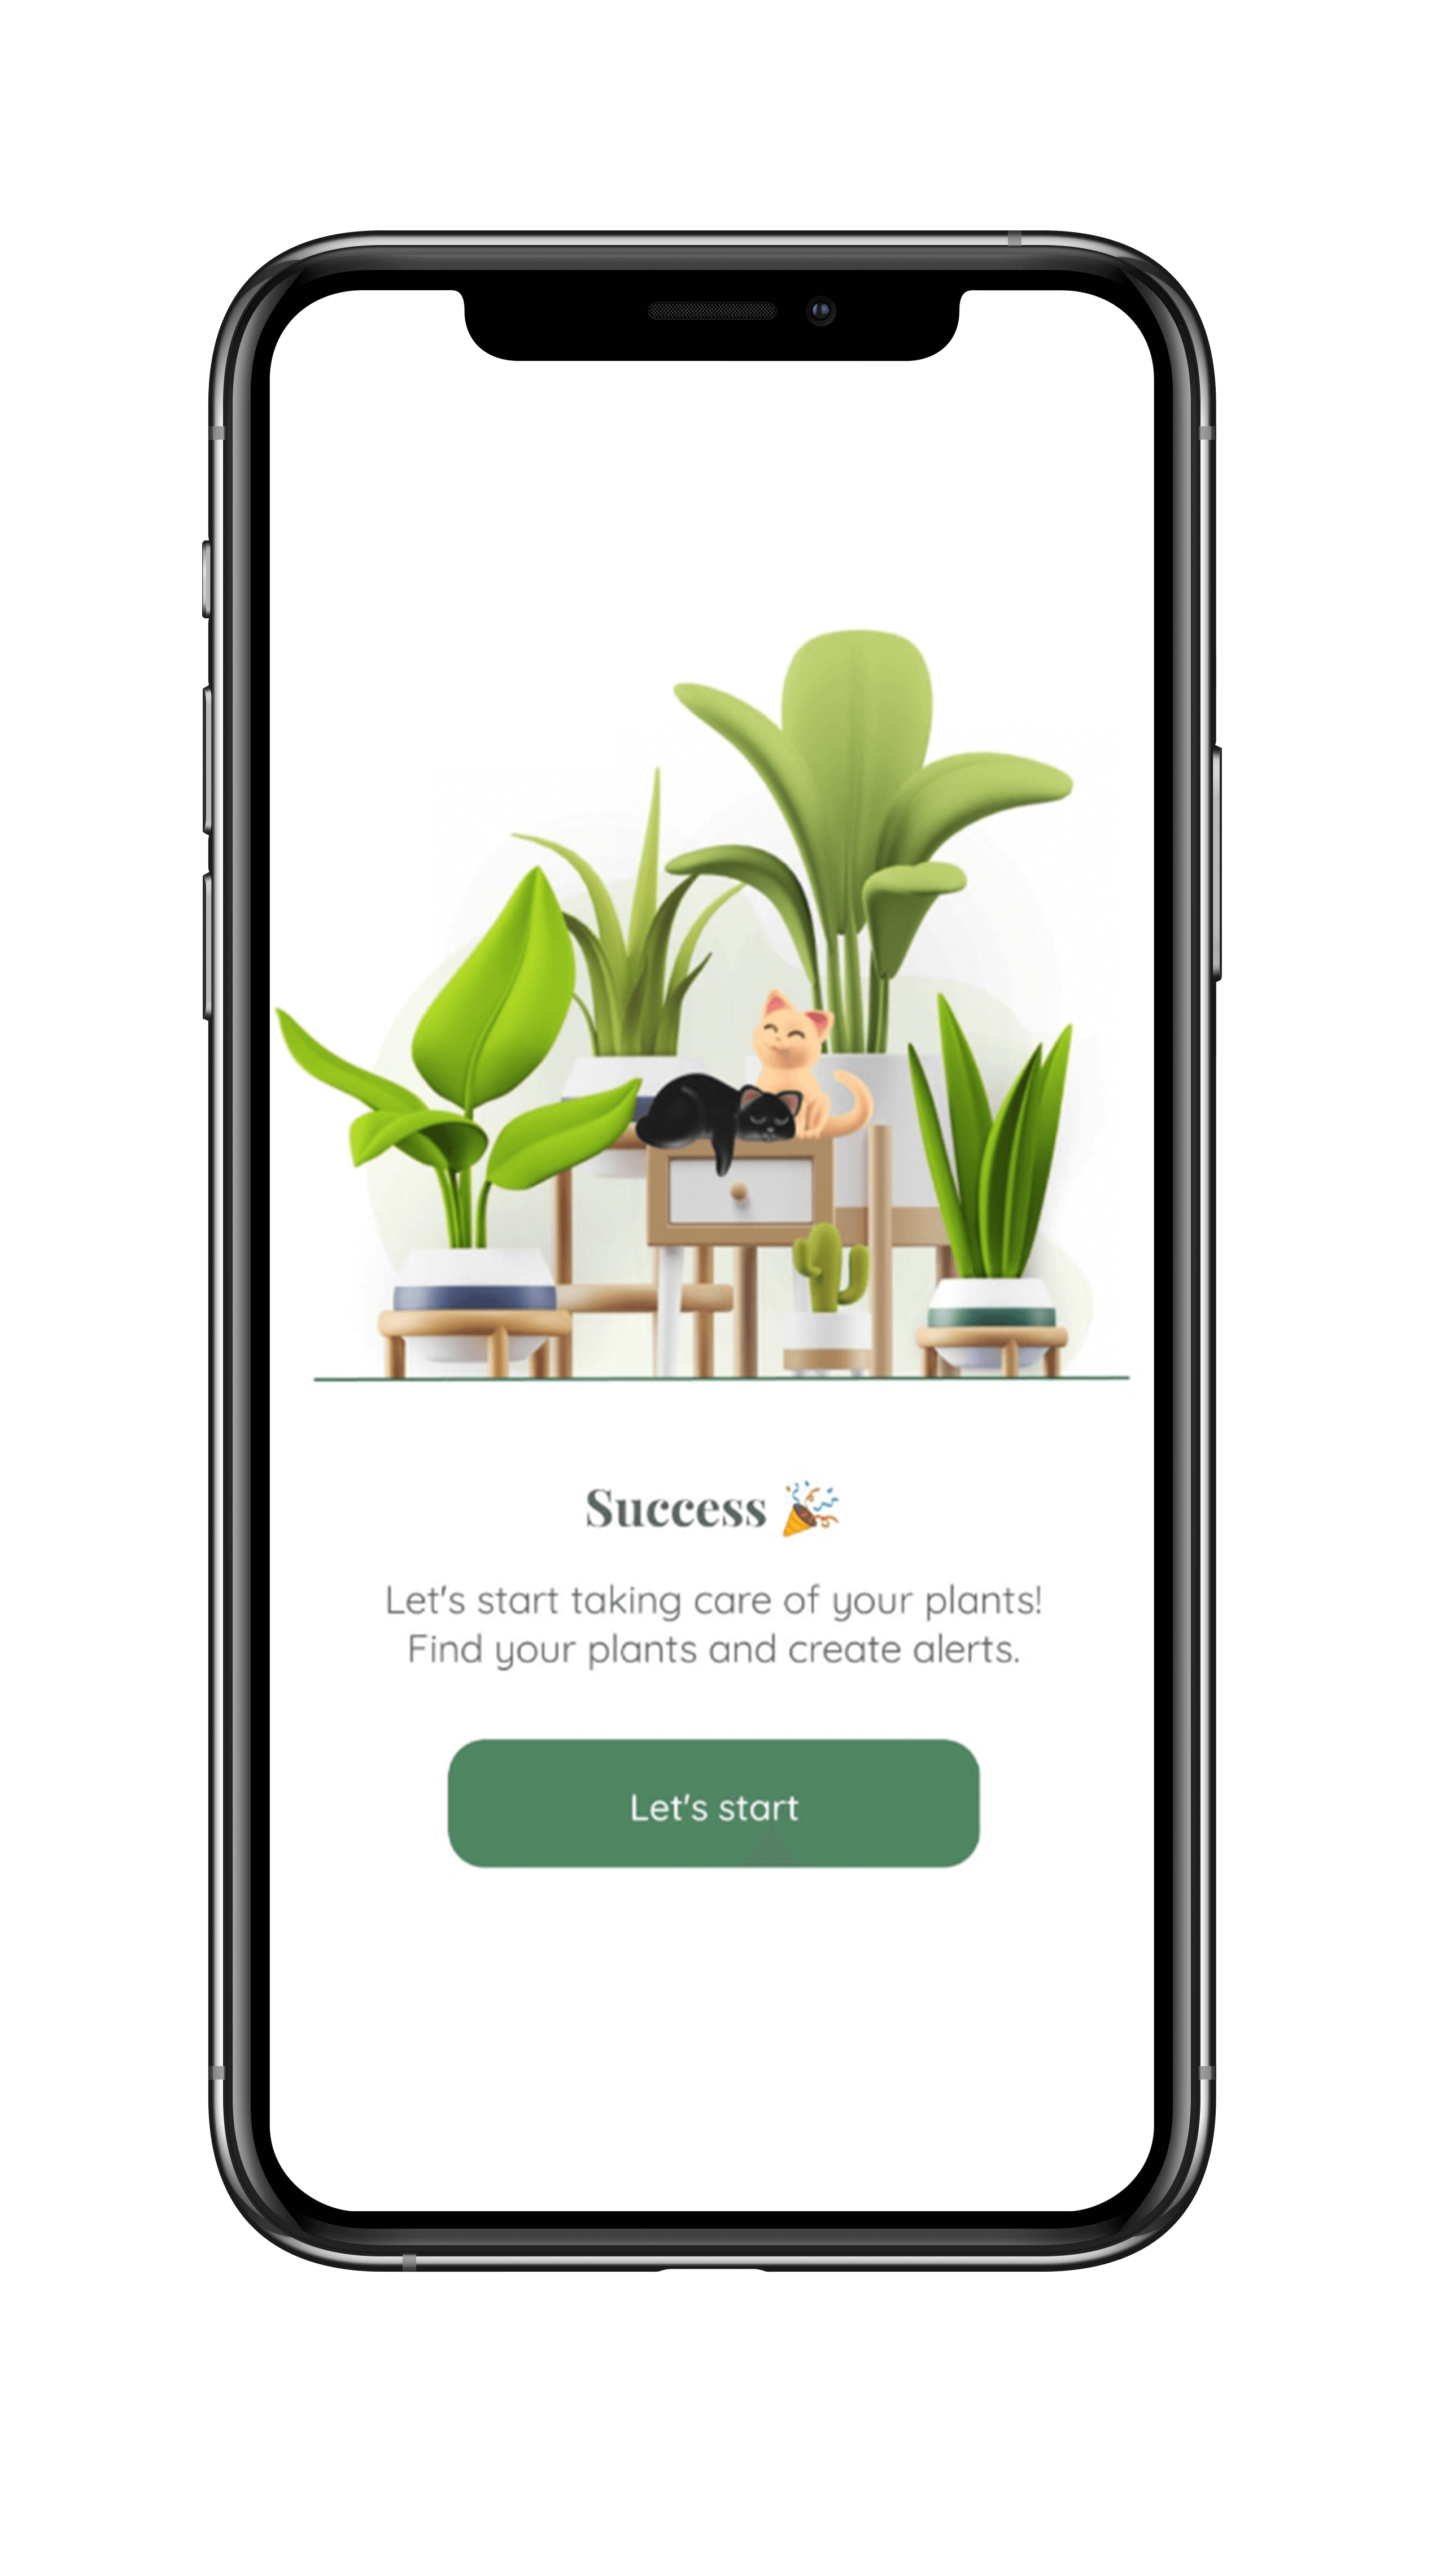 Success 🎉
Let's start taking care of your plants!
Find your plants and create alerts.
Let's start